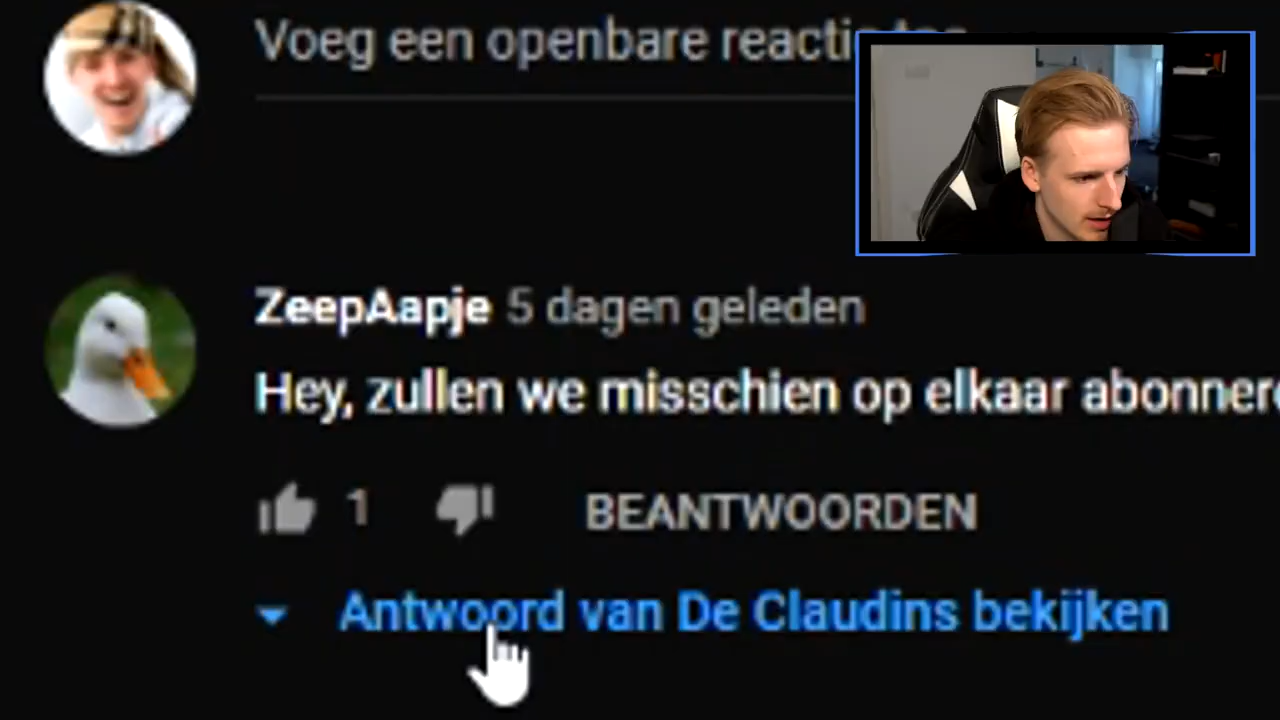 Voeg een openbare reactie
ZeepAapje 5 dagen geleden
Hey, zullen we misschien op elkaar
1 BEANTWOORDEN
Antwoord van De Claudins bekijken